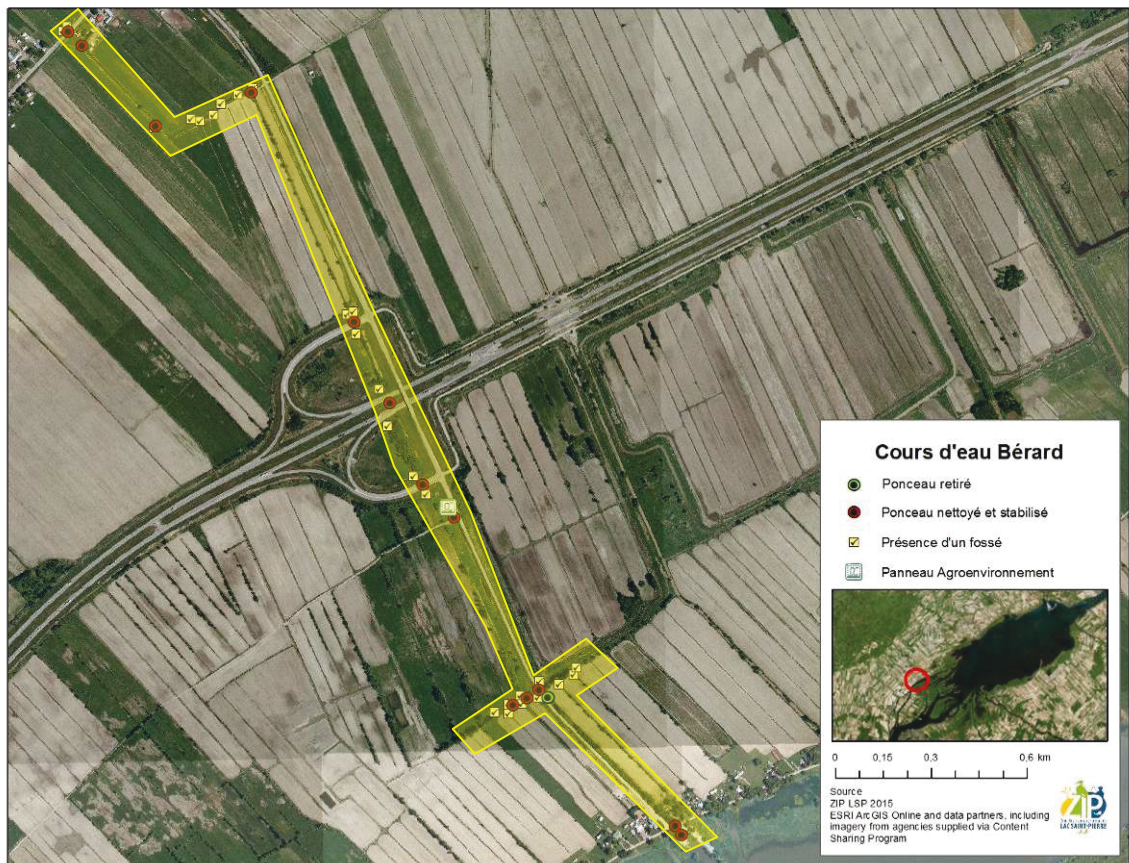 Cours d'eau Bérard
Ponceau retiré
Ponceau nettoyé et stabilisé
Présence d'un fossé
Panneau Agroenvironnement
0 0,15 0,3 0,6 km
Source
ZIP LSP 2015
ESRI ArcGIS Online and data partners, including
imagery from agencies supplied via Content
Sharing Program
ZIP
LAC SAINT-PIERRE